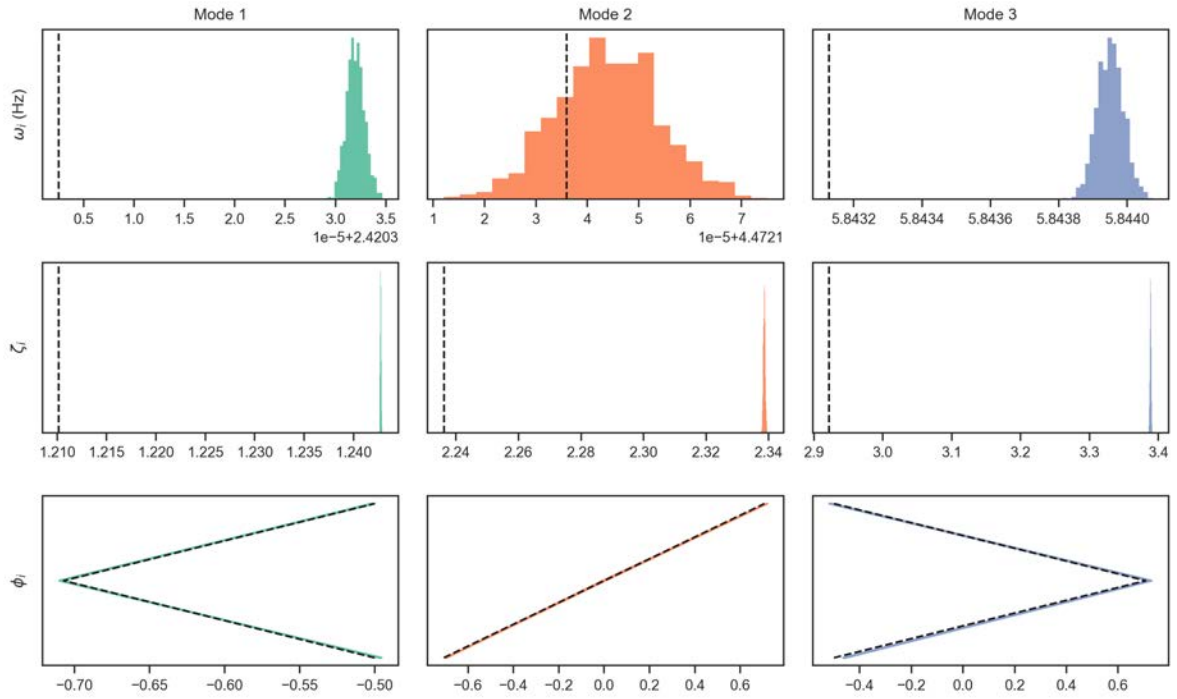 Mode 1 Mode 2 Mode 3
ωi (Hz)
0.5 1.0 1.5 2.0 2.5 3.0 3.5 1 2 3 4 5 6 7 5.8432 5.8434 5.8436 5.8438 5.8440
1e−5+2.4203 1e−5+4.4721
ζi
1.210 1.215 1.220 1.225 1.230 1.235 1.240 2.24 2.26 2.28 2.30 2.32 2.34 2.9 3.0 3.1 3.2 3.3 3.4
ϕi
−0.70 −0.65 −0.60 −0.55 −0.50 −0.6 −0.4 −0.2 0.0 0.2 0.4 0.6 −0.4 −0.2 0.0 0.2 0.4 0.6